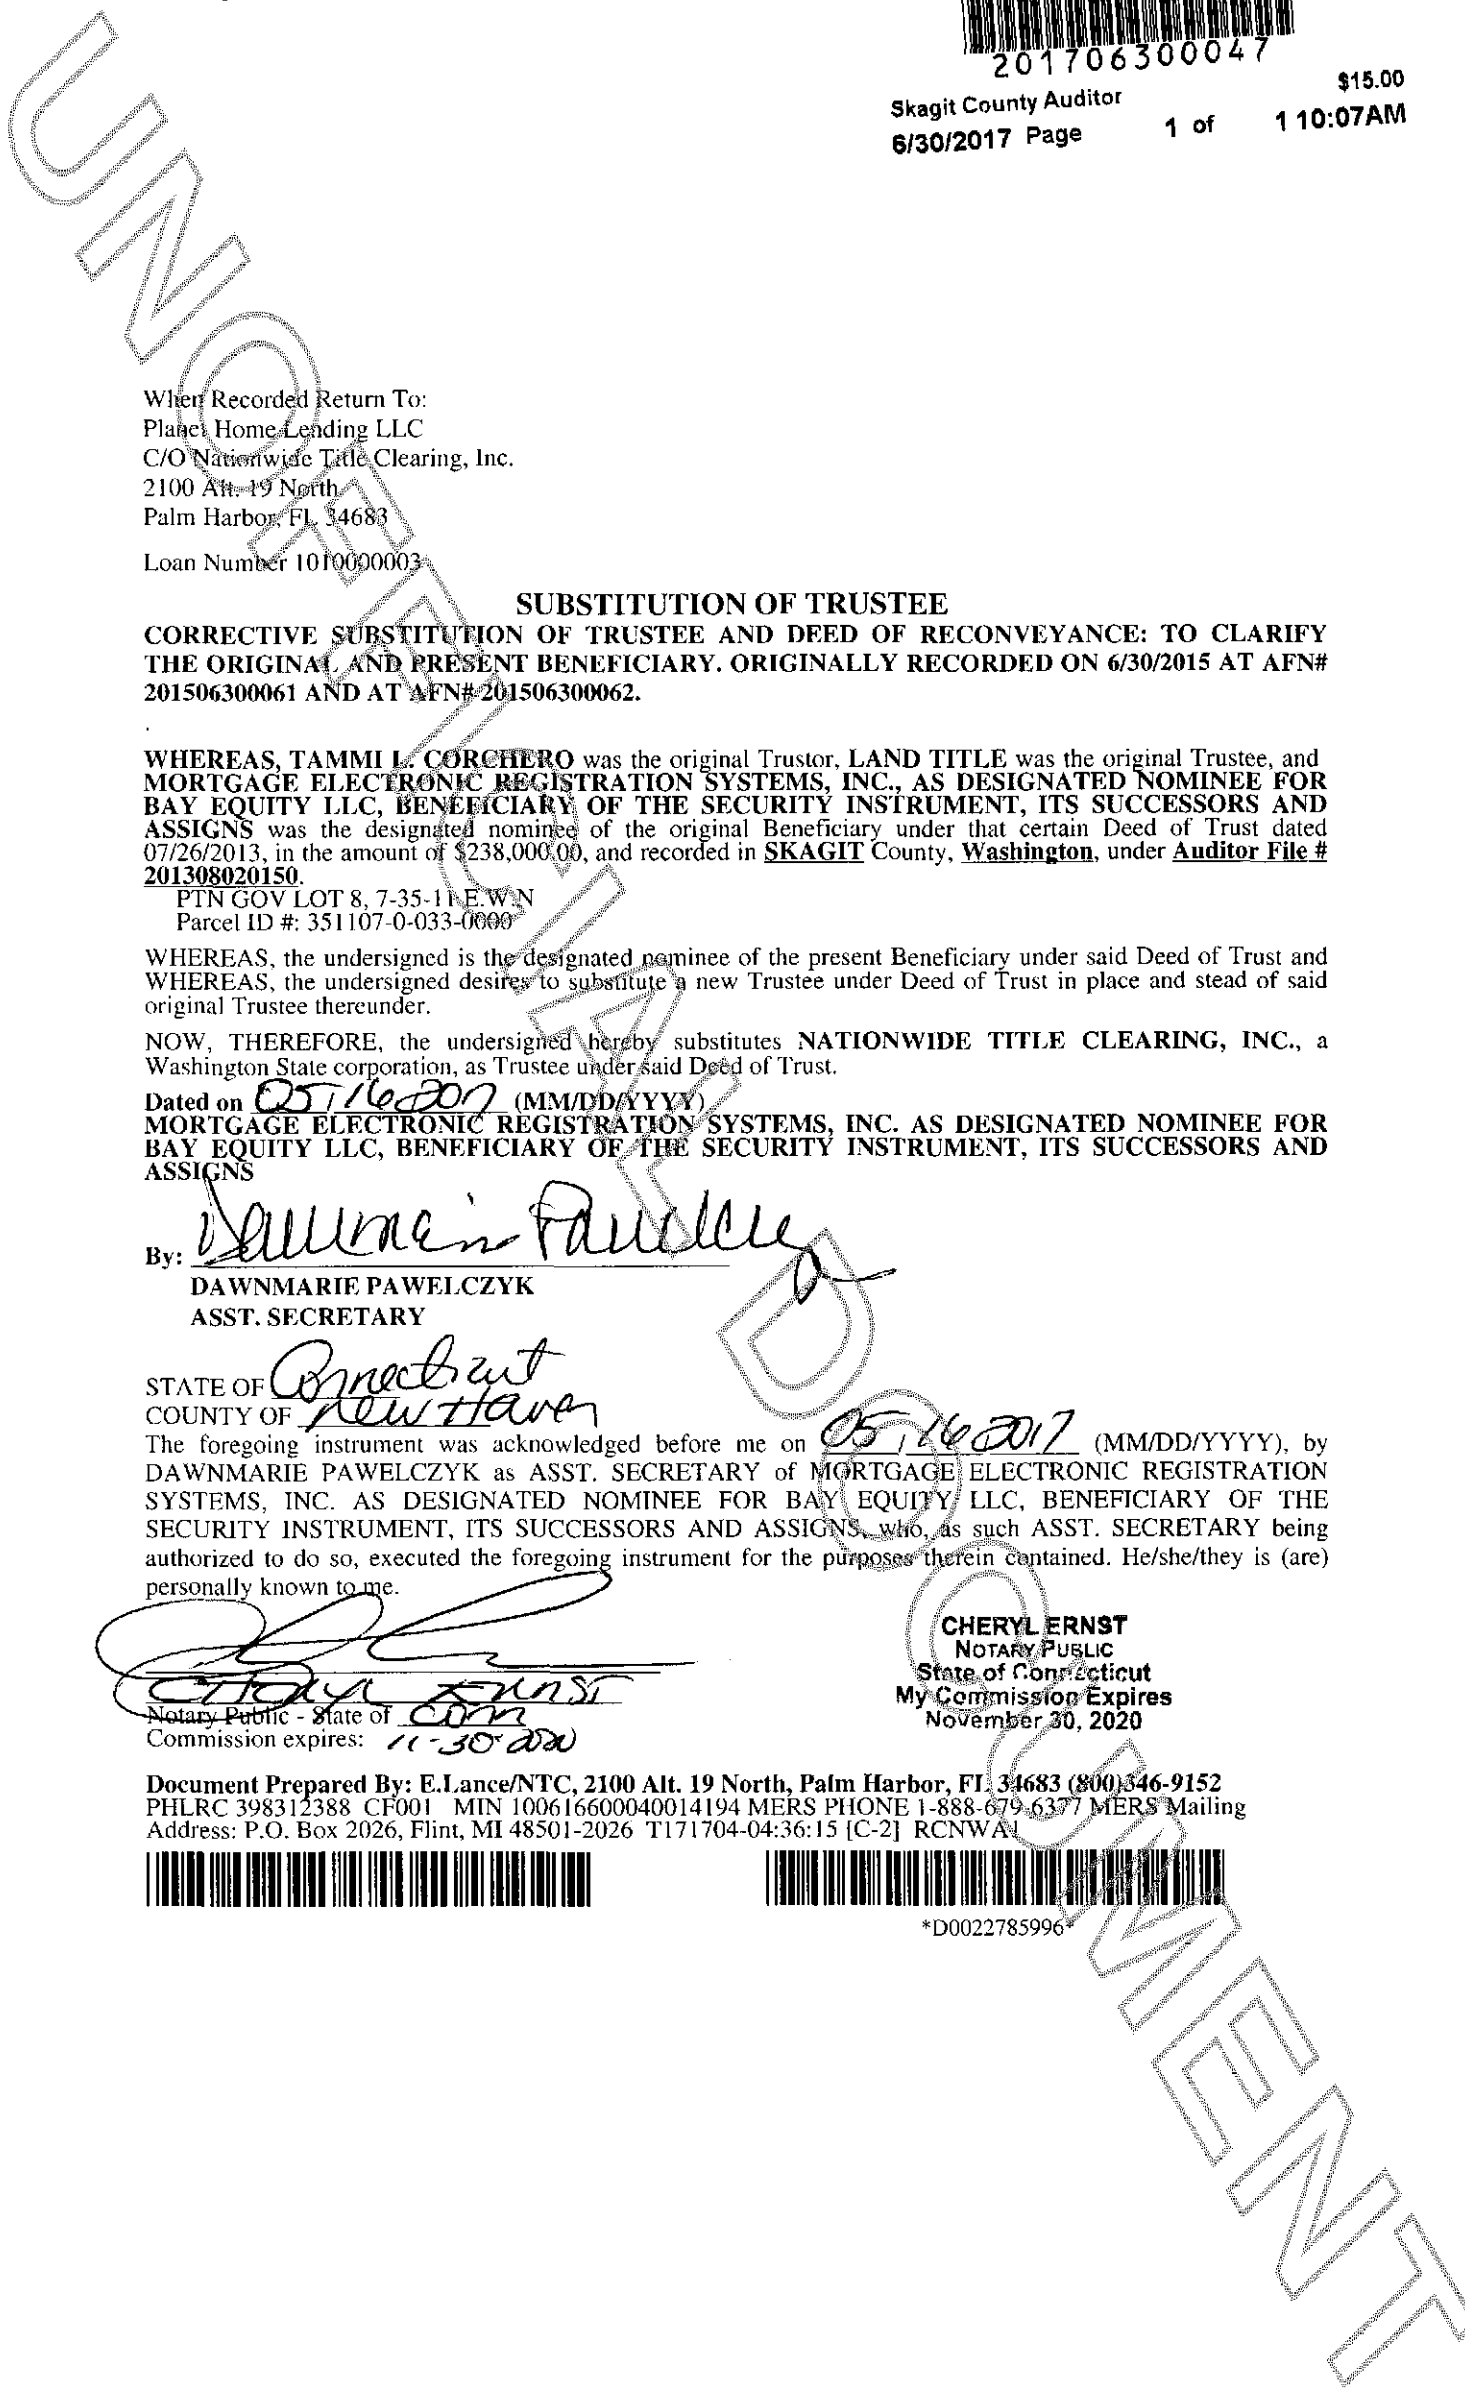 201706300047
$15.00
Skagit County Auditor
6/30/2017 Page 1 of 1 10:07AM
When Recorded Return To:
Planet Home Lending LLC
C/O Nationwide Title Clearing, Inc.
2100 Alt. 19 North
Palm Harbor, FL 34683
Loan Number 1010000003
SUBSTITUTION OF TRUSTEE
CORRECTIVE SUBSTITUTION OF TRUSTEE AND DEED OF RECONVEYANCE: TO CLARIFY
THE ORIGINAL AND PRESENT BENEFICIARY. ORIGINALLY RECORDED ON 6/30/2015 AT AFN#
201506300061 AND AT AFN# 201506300062.
.
WHEREAS, TAMMI L. CORCHERO was the original Trustor, LAND TITLE was the original Trustee, and
MORTGAGE ELECTRONIC REGISTRATION SYSTEMS, INC., AS DESIGNATED NOMINEE FOR
BAY EQUITY LLC, BENEFICIARY OF THE SECURITY INSTRUMENT, ITS SUCCESSORS AND
ASSIGNS was the designated nominee of the original Beneficiary under that certain Deed of Trust dated
07/26/2013, in the amount of $238,000.00, and recorded in SKAGIT County, Washington, under Auditor File #
201308020150.
PTN GOV LOT 8, 7-35-11 E.W.N
Parcel ID #: 351107-0-033-0000
WHEREAS, the undersigned is the designated nominee of the present Beneficiary under said Deed of Trust and
WHEREAS, the undersigned desires to substitute a new Trustee under Deed of Trust in place and stead of said
original Trustee thereunder.
NOW, THEREFORE, the undersigned hereby substitutes NATIONWIDE TITLE CLEARING, INC., a
Washington State corporation, as Trustee under said Deed of Trust.
Dated on 05/16/2017 (MM/DD/YYYY)
MORTGAGE ELECTRONIC REGISTRATION SYSTEMS, INC. AS DESIGNATED NOMINEE FOR
BAY EQUITY LLC, BENEFICIARY OF THE SECURITY INSTRUMENT, ITS SUCCESSORS AND
ASSIGNS
By:
DAWNMARIE PAWELCZYK
ASST. SECRETARY
STATE OF Connecticut
COUNTY OF New Haven
The foregoing instrument was acknowledged before me on 05/16/2017 (MM/DD/YYYY), by
DAWNMARIE PAWELCZYK as ASST. SECRETARY of MORTGAGE ELECTRONIC REGISTRATION
SYSTEMS, INC. AS DESIGNATED NOMINEE FOR BAY EQUITY LLC, BENEFICIARY OF THE
SECURITY INSTRUMENT, ITS SUCCESSORS AND ASSIGNS, who, as such ASST. SECRETARY being
authorized to do so, executed the foregoing instrument for the purposes therein contained. He/she/they is (are)
personally known to me.
CHERYL ERNST
Notary Public - State of Conn
Commission expires: 11-30-2020
CHERYL ERNST
NOTARY PUBLIC
State of Connecticut
My Commission Expires
November 30, 2020
Document Prepared By: E.Lance/NTC, 2100 Alt. 19 North, Palm Harbor, FL 34683 (800)346-9152
PHLRC 398312388 CF001 MIN 100616600040014194 MERS PHONE 1-888-679-6377 MERS Mailing
Address: P.O. Box 2026, Flint, MI 48501-2026 T171704-04:36:15 [C-2] RCNWA1
*D0022785996*
UNOFFICIAL DOCUMENT